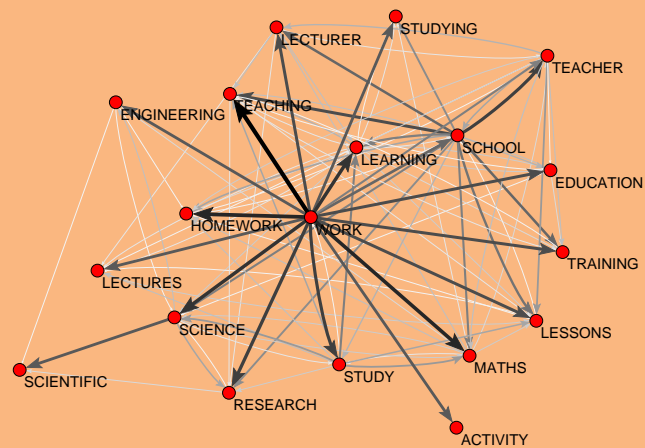 STUDYING
LECTURER
TEACHER
TEACHING
ENGINEERING
SCHOOL
LEARNING
EDUCATION
HOMEWORK
WORK
TRAINING
LECTURES
SCIENCE
LESSONS
MATHS
STUDY
SCIENTIFIC
RESEARCH
ACTIVITY